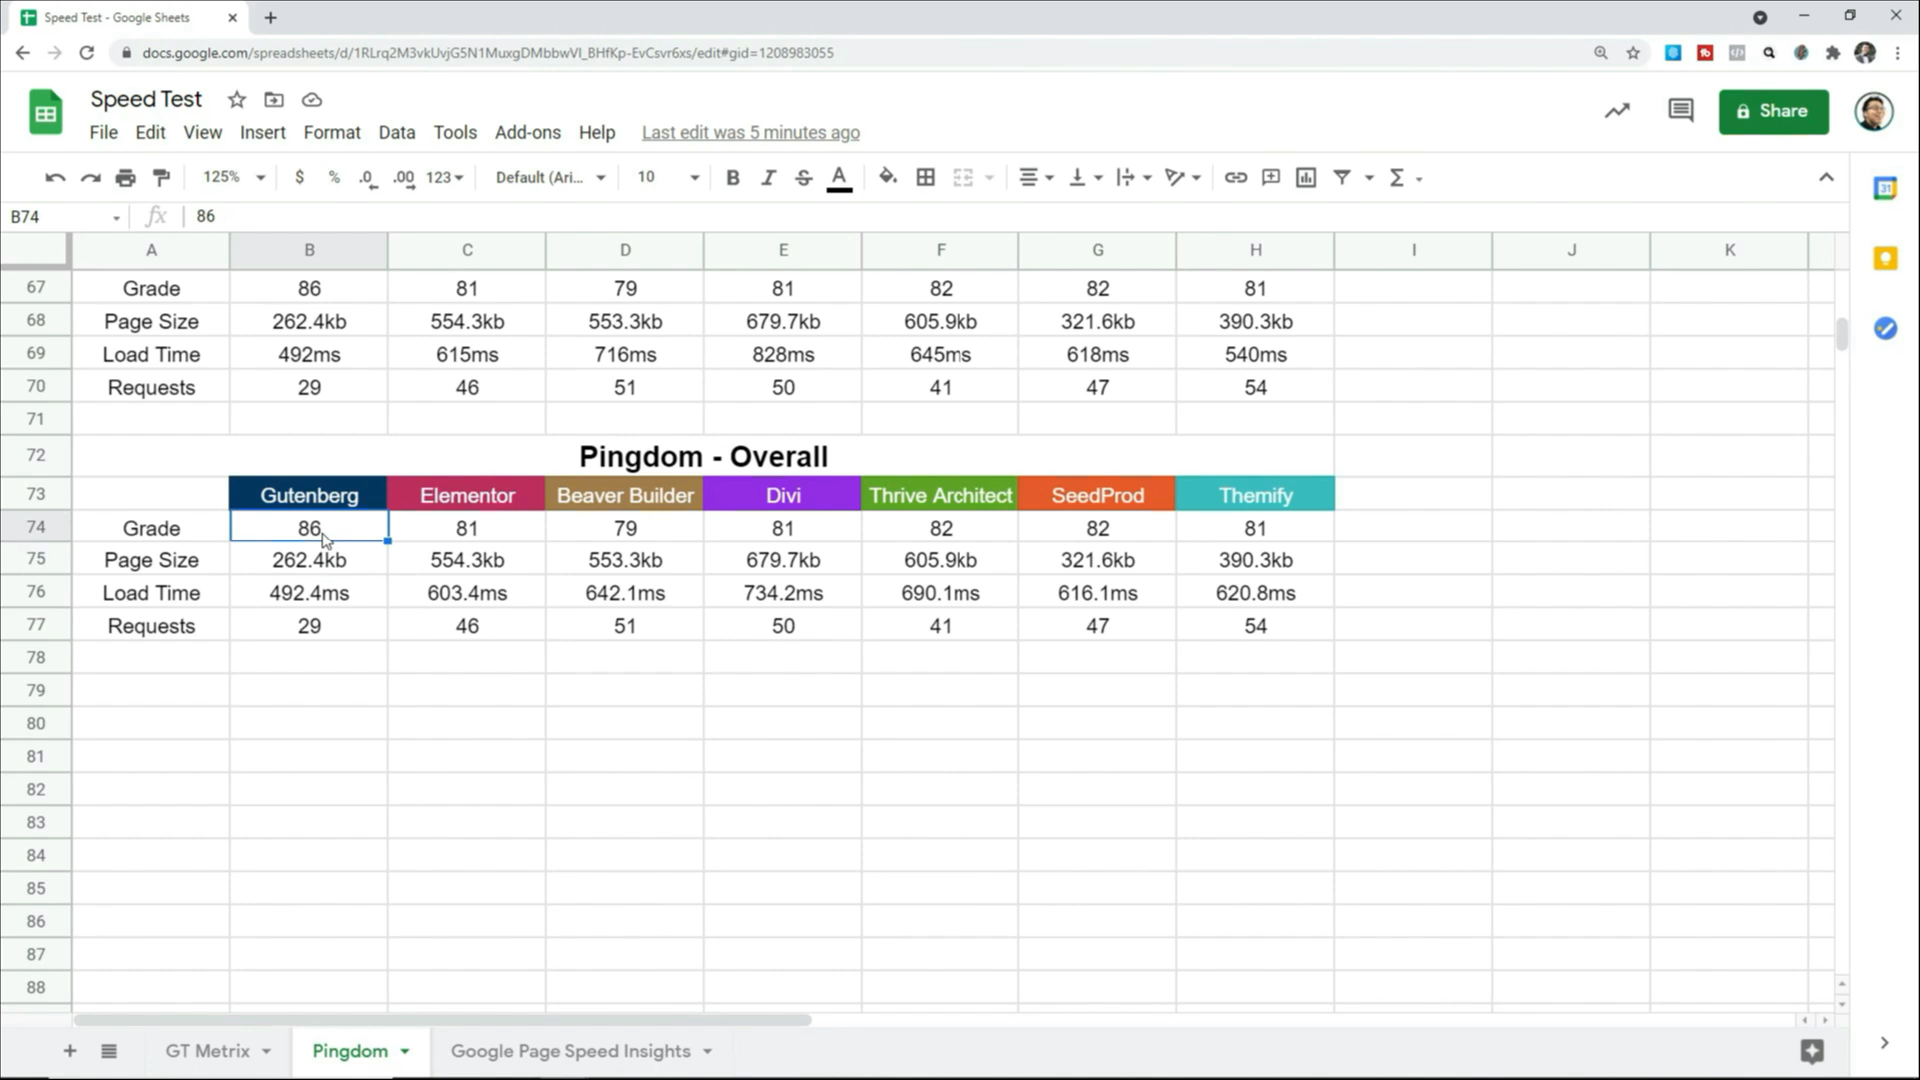 Speed Test - Google Sheets
docs.google.com/spreadsheets/d/1RLrq2M3vkUvjG5N1MuxgDMbbwVI_BHfKp-EvCsvr6xs/edit#gid=1208983055
Speed Test
File Edit View Insert Format Data Tools Add-ons Help Last edit was 5 minutes ago
Share
125% $ % .0 .00 123 Default (Ari... 10 B I S A Σ
31
B74 fx 86
A B C D E F G H I J K
67 Grade 86 81 79 81 82 82 81
68 Page Size 262.4kb 554.3kb 553.3kb 679.7kb 605.9kb 321.6kb 390.3kb
69 Load Time 492ms 615ms 716ms 828ms 645ms 618ms 540ms
70 Requests 29 46 51 50 41 47 54
71
72 Pingdom - Overall
73 Gutenberg Elementor Beaver Builder Divi Thrive Architect SeedProd Themify
74 Grade 86 81 79 81 82 82 81
75 Page Size 262.4kb 554.3kb 553.3kb 679.7kb 605.9kb 321.6kb 390.3kb
76 Load Time 492.4ms 603.4ms 642.1ms 734.2ms 690.1ms 616.1ms 620.8ms
77 Requests 29 46 51 50 41 47 54
78
79
80
81
82
83
84
85
86
87
88
GT Metrix Pingdom Google Page Speed Insights